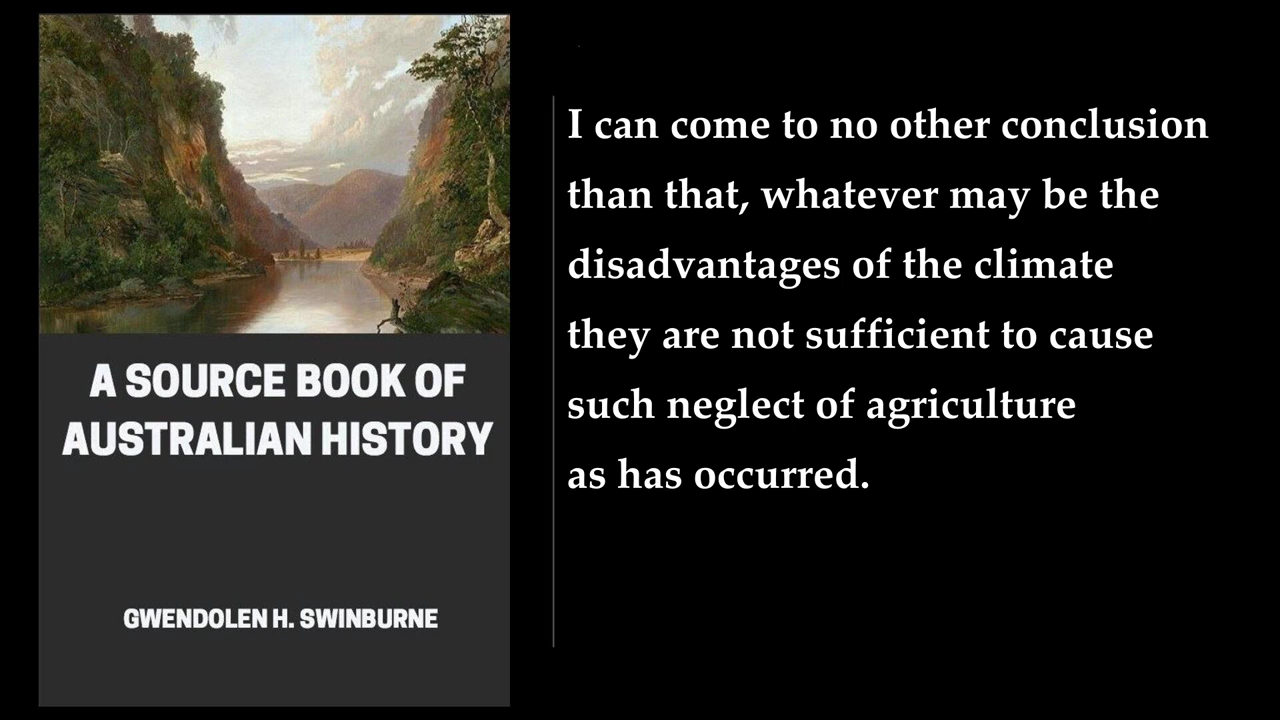 A SOURCE BOOK OF
AUSTRALIAN HISTORY
GWENDOLEN H. SWINBURNE
I can come to no other conclusion
than that, whatever may be the
disadvantages of the climate
they are not sufficient to cause
such neglect of agriculture
as has occurred.